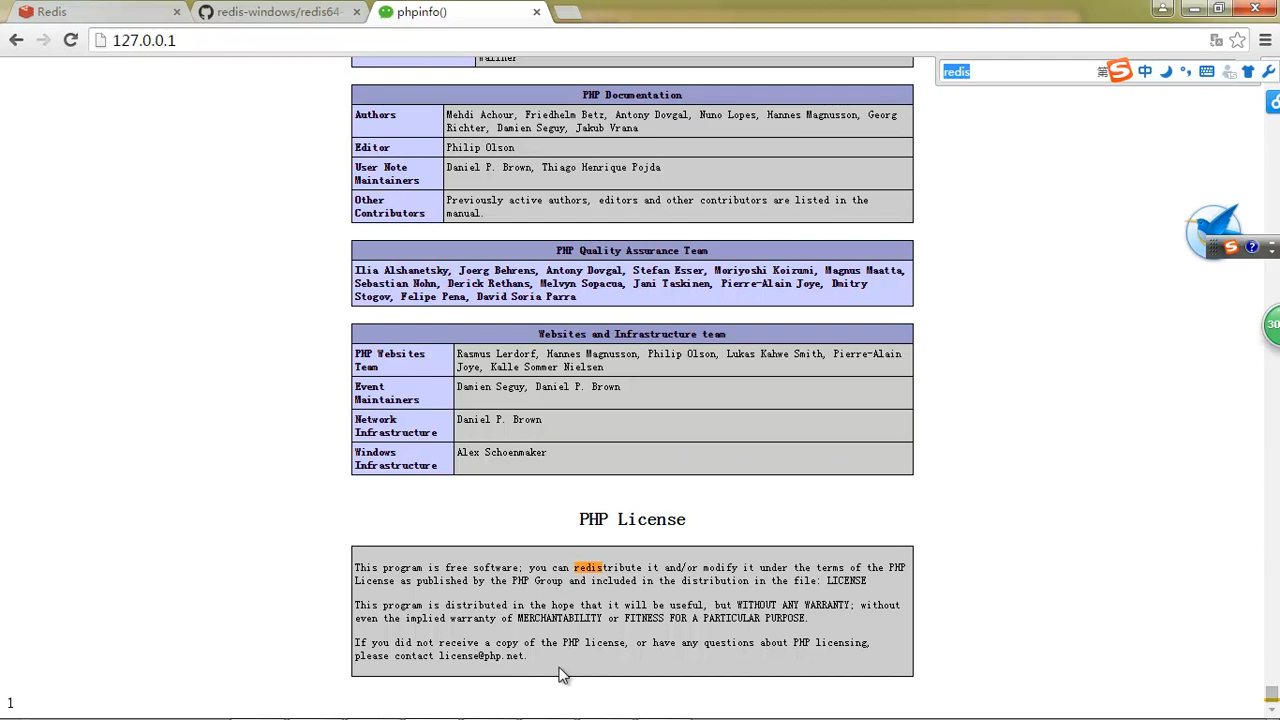 Redis
redis-windows/redis64-
phpinfo()
127.0.0.1
redis
第
中
wallner
PHP Documentation
Authors
Mehdi Achour, Friedhelm Betz, Antony Dovgal, Nuno Lopes, Hannes Magnusson, Georg
Richter, Damien Seguy, Jakub Vrana
Editor
Philip Olson
User Note
Maintainers
Daniel P. Brown, Thiago Henrique Pojda
Other
Contributors
Previously active authors, editors and other contributors are listed in the
manual.
PHP Quality Assurance Team
Ilia Alshanetsky, Joerg Behrens, Antony Dovgal, Stefan Esser, Moriyoshi Koizumi, Magnus Maatta,
Sebastian Nohn, Derick Rethans, Melvyn Sopacua, Jani Taskinen, Pierre-Alain Joye, Dmitry
Stogov, Felipe Pena, David Soria Parra
Websites and Infrastructure team
PHP Websites
Team
Rasmus Lerdorf, Hannes Magnusson, Philip Olson, Lukas Kahwe Smith, Pierre-Alain
Joye, Kalle Sommer Nielsen
Event
Maintainers
Damien Seguy, Daniel P. Brown
Network
Infrastructure
Daniel P. Brown
Windows
Infrastructure
Alex Schoenmaker
PHP License
This program is free software; you can redistribute it and/or modify it under the terms of the PHP
License as published by the PHP Group and included in the distribution in the file: LICENSE
This program is distributed in the hope that it will be useful, but WITHOUT ANY WARRANTY; without
even the implied warranty of MERCHANTABILITY or FITNESS FOR A PARTICULAR PURPOSE.
If you did not receive a copy of the PHP license, or have any questions about PHP licensing,
please contact license@php.net.
1
30